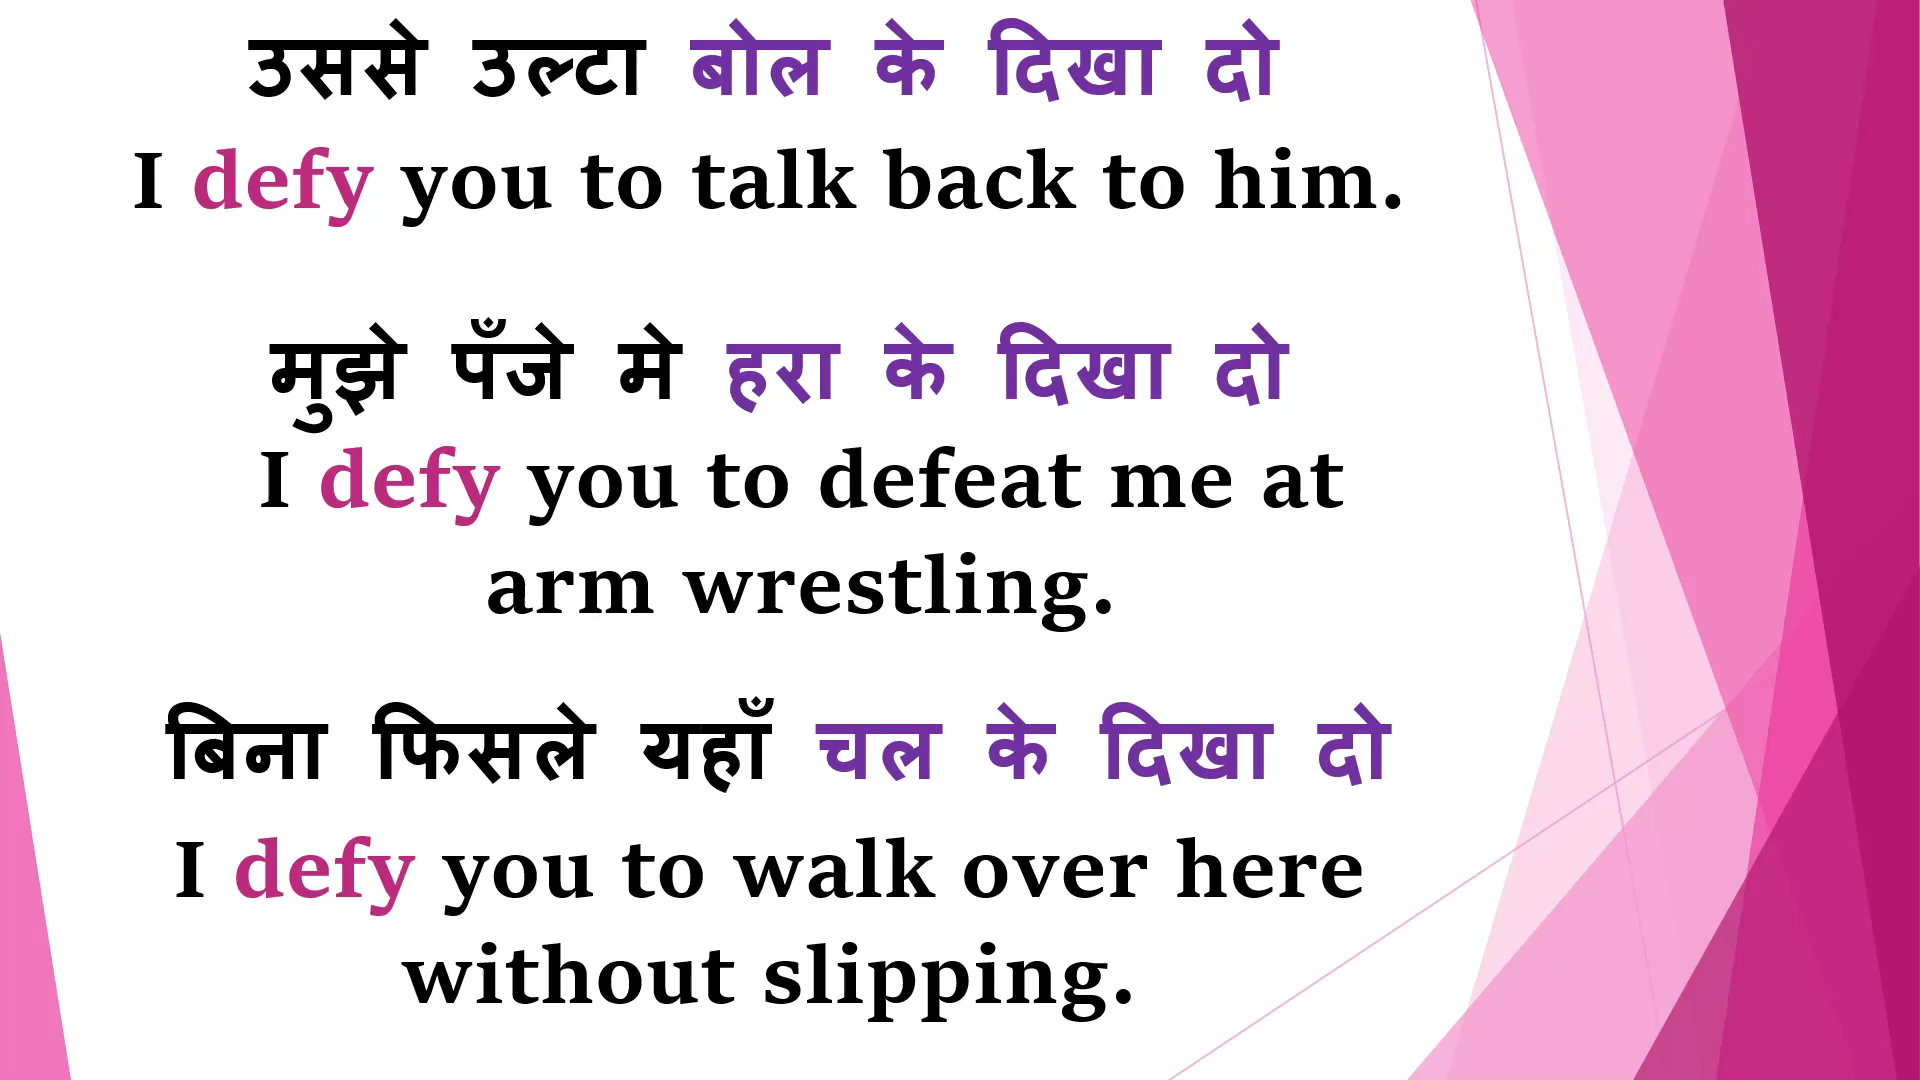 उससे उल्टा बोल के दिखा दो
I defy you to talk back to him.
मुझे पँजे मे हरा के दिखा दो
I defy you to defeat me at
arm wrestling.
बिना फिसले यहाँ चल के दिखा दो
I defy you to walk over here
without slipping.